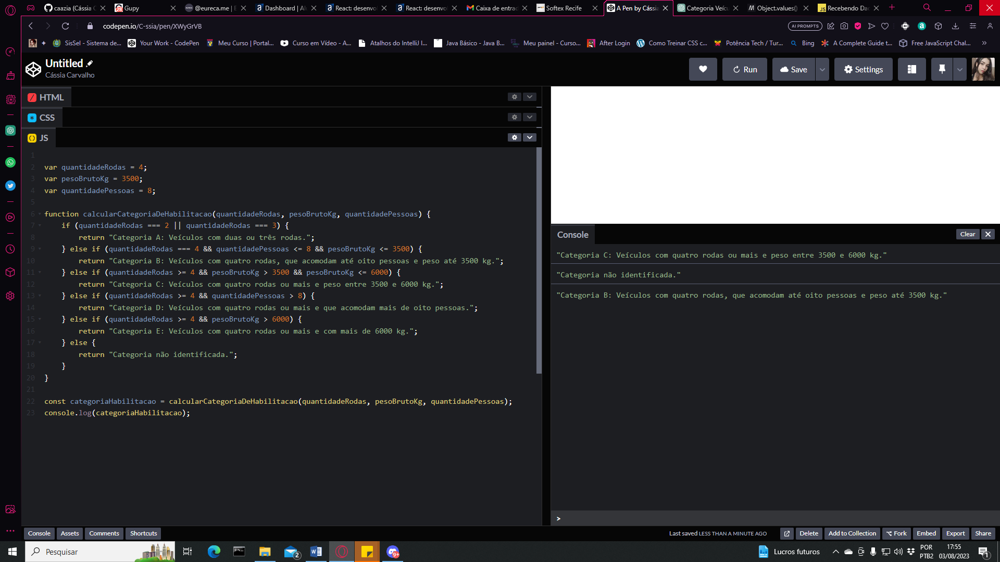 caazia (Cássia C
Gupy
@eureca.me | E
Dashboard | Alu
React: desenvol
React: desenvol
Caixa de entrad
Softex Recife
A Pen by Cássia
Categoria Veícu
Object.values()
Recebendo Dad
codepen.io/C-ssia/pen/XWyGrVB
AI PROMPTS
SisSel - Sistema de...
Your Work - CodePen
Meu Curso | Portal...
Curso em Vídeo - A...
Atalhos do IntelliJ I...
Java Básico - Java B...
Meu painel - Curso...
After Login
Como Treinar CSS c...
Potência Tech / Tur...
Bing
A Complete Guide t...
Free JavaScript Chal...
Untitled
Cássia Carvalho
Run
Save
Settings
HTML
CSS
JS
1
2 var quantidadeRodas = 4;
3 var pesoBrutoKg = 3500;
4 var quantidadePessoas = 8;
5
6 function calcularCategoriaDeHabilitacao(quantidadeRodas, pesoBrutoKg, quantidadePessoas) {
7 if (quantidadeRodas === 2 || quantidadeRodas === 3) {
8 return "Categoria A: Veículos com duas ou três rodas.";
9 } else if (quantidadeRodas === 4 && quantidadePessoas <= 8 && pesoBrutoKg <= 3500) {
10 return "Categoria B: Veículos com quatro rodas, que acomodam até oito pessoas e peso até 3500 kg.";
11 } else if (quantidadeRodas >= 4 && pesoBrutoKg > 3500 && pesoBrutoKg <= 6000) {
12 return "Categoria C: Veículos com quatro rodas ou mais e peso entre 3500 e 6000 kg.";
13 } else if (quantidadeRodas >= 4 && quantidadePessoas > 8) {
14 return "Categoria D: Veículos com quatro rodas ou mais e que acomodam mais de oito pessoas.";
15 } else if (quantidadeRodas >= 4 && pesoBrutoKg > 6000) {
16 return "Categoria E: Veículos com quatro rodas ou mais e com mais de 6000 kg.";
17 } else {
18 return "Categoria não identificada.";
19 }
20 }
21
22 const categoriaHabilitacao = calcularCategoriaDeHabilitacao(quantidadeRodas, pesoBrutoKg, quantidadePessoas);
23 console.log(categoriaHabilitacao);
Console
Clear
"Categoria C: Veículos com quatro rodas ou mais e peso entre 3500 e 6000 kg."
"Categoria não identificada."
"Categoria B: Veículos com quatro rodas, que acomodam até oito pessoas e peso até 3500 kg."
>
Console
Assets
Comments
Shortcuts
Last saved LESS THAN A MINUTE AGO
Delete
Add to Collection
Fork
Embed
Export
Share
Pesquisar
2
9+
Lucros futuros
POR
PTB2
17:55
03/08/2023
1